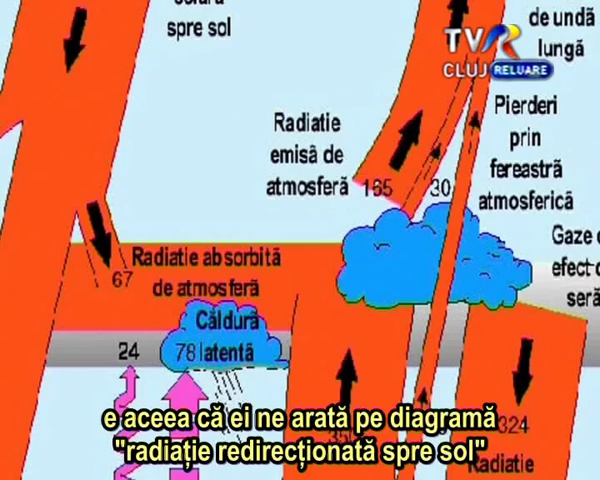 spre sol
de undă
lungă
TVR
CLUJ RELUARE
Radiatie
emisă de
atmosferă
165
30
Pierderi
prin
fereastră
atmosferică
Gaze
efect
seră
67
Radiatie absorbită
de atmosferă
Căldură
latentă
24
78
324
Radiatie
e aceea că ei ne arată pe diagramă
"radiație redirecționată spre sol"